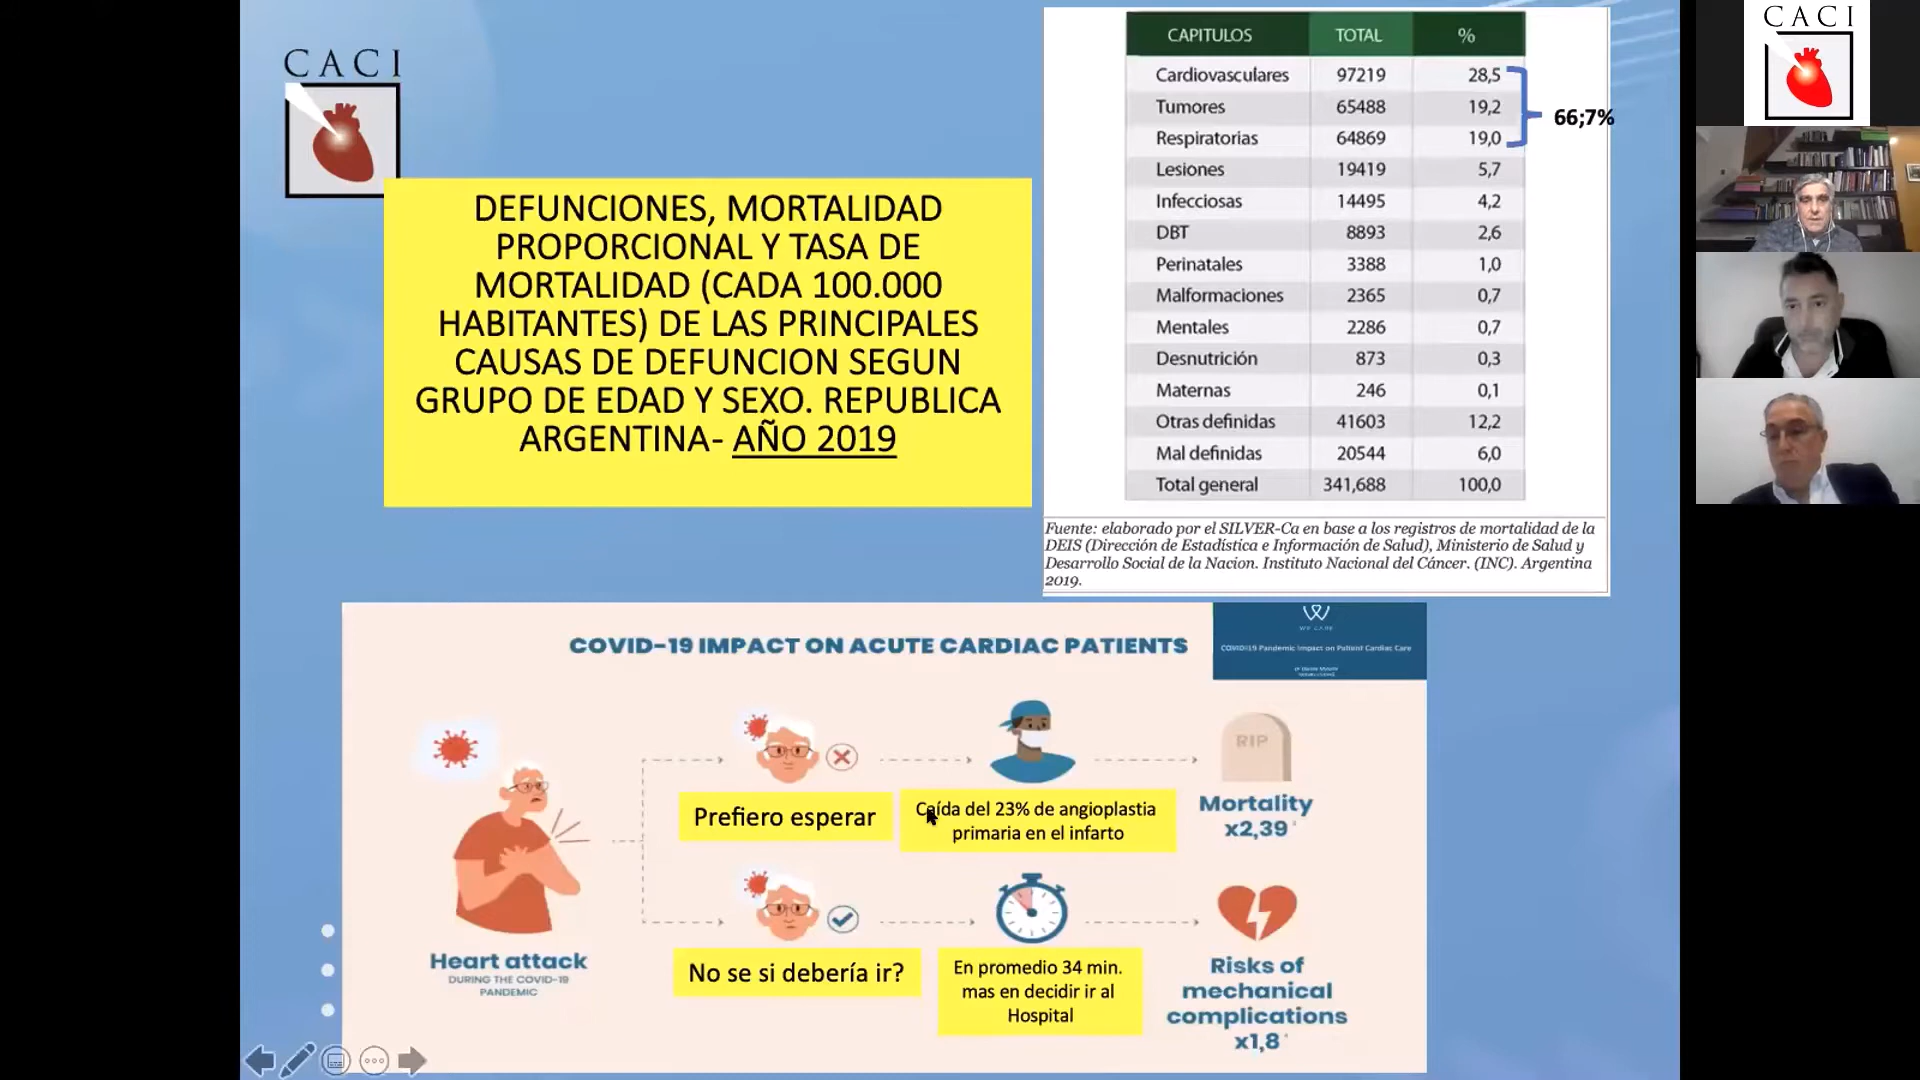 CACI
DEFUNCIONES, MORTALIDAD
PROPORCIONAL Y TASA DE
MORTALIDAD (CADA 100.000
HABITANTES) DE LAS PRINCIPALES
CAUSAS DE DEFUNCION SEGUN
GRUPO DE EDAD Y SEXO. REPUBLICA
ARGENTINA- AÑO 2019
CAPITULOS TOTAL %
Cardiovasculares 97219 28,5
Tumores 65488 19,2
Respiratorias 64869 19,0
Lesiones 19419 5,7
Infecciosas 14495 4,2
DBT 8893 2,6
Perinatales 3388 1,0
Malformaciones 2365 0,7
Mentales 2286 0,7
Desnutrición 873 0,3
Maternas 246 0,1
Otras definidas 41603 12,2
Mal definidas 20544 6,0
Total general 341,688 100,0
66;7%
Fuente: elaborado por el SILVER-Ca en base a los registros de mortalidad de la
DEIS (Dirección de Estadística e Información de Salud), Ministerio de Salud y
Desarrollo Social de la Nacion. Instituto Nacional del Cáncer. (INC). Argentina
2019.
CACI
COVID-19 IMPACT ON ACUTE CARDIAC PATIENTS
WE CARE
COVID19 Pandemic Impact on Patient Cardiac Care
Heart attack
DURING THE COVID-19
PANDEMIC
Prefiero esperar
Caída del 23% de angioplastia
primaria en el infarto
RIP
Mortality
x2,39
No se si debería ir?
En promedio 34 min.
mas en decidir ir al
Hospital
Risks of
mechanical
complications
x1,8